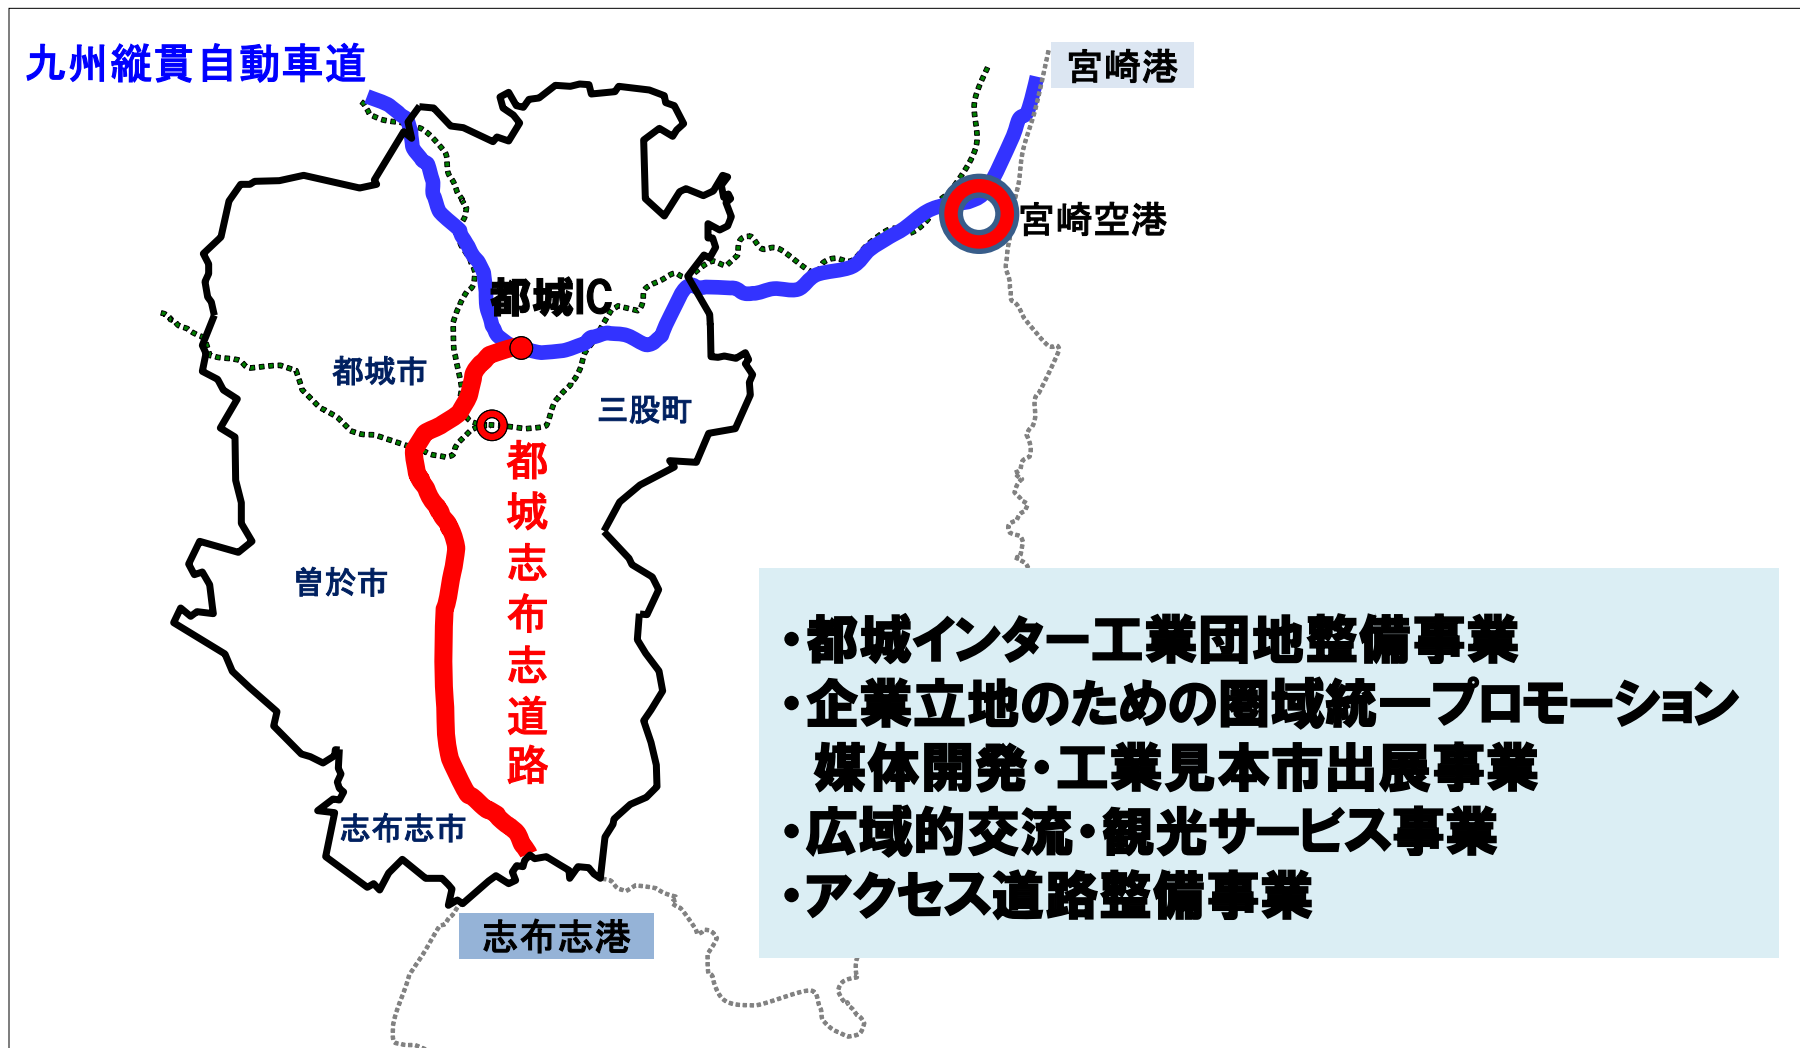 九州縦貫自動車道
宮崎港
宮崎空港
都城IC
都城市
三股町
都城志布志道路
曽於市
志布志市
志布志港
・都城インター工業団地整備事業
・企業立地のための圏域統一プロモーション
媒体開発・工業見本市出展事業
・広域的交流・観光サービス事業
・アクセス道路整備事業